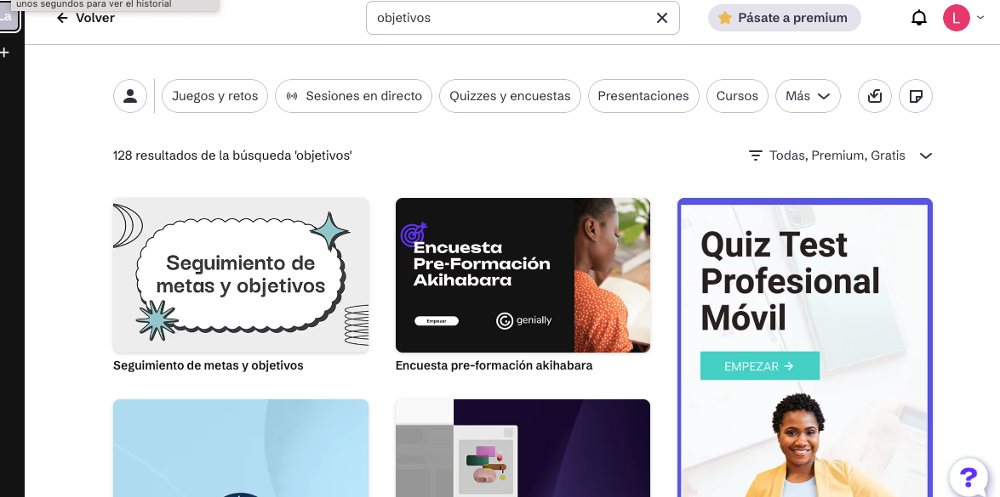 unos segundos para ver el historial
La
Volver
objetivos
Pásate a premium
L
Juegos y retos
Sesiones en directo
Quizzes y encuestas
Presentaciones
Cursos
Más
128 resultados de la búsqueda 'objetivos'
Todas, Premium, Gratis
Seguimiento de
metas y objetivos
Encuesta
Pre-Formación
Akihabara
Empezar
genially
Quiz Test
Profesional
Móvil
EMPEZAR
Seguimiento de metas y objetivos
Encuesta pre-formación akihabara
?